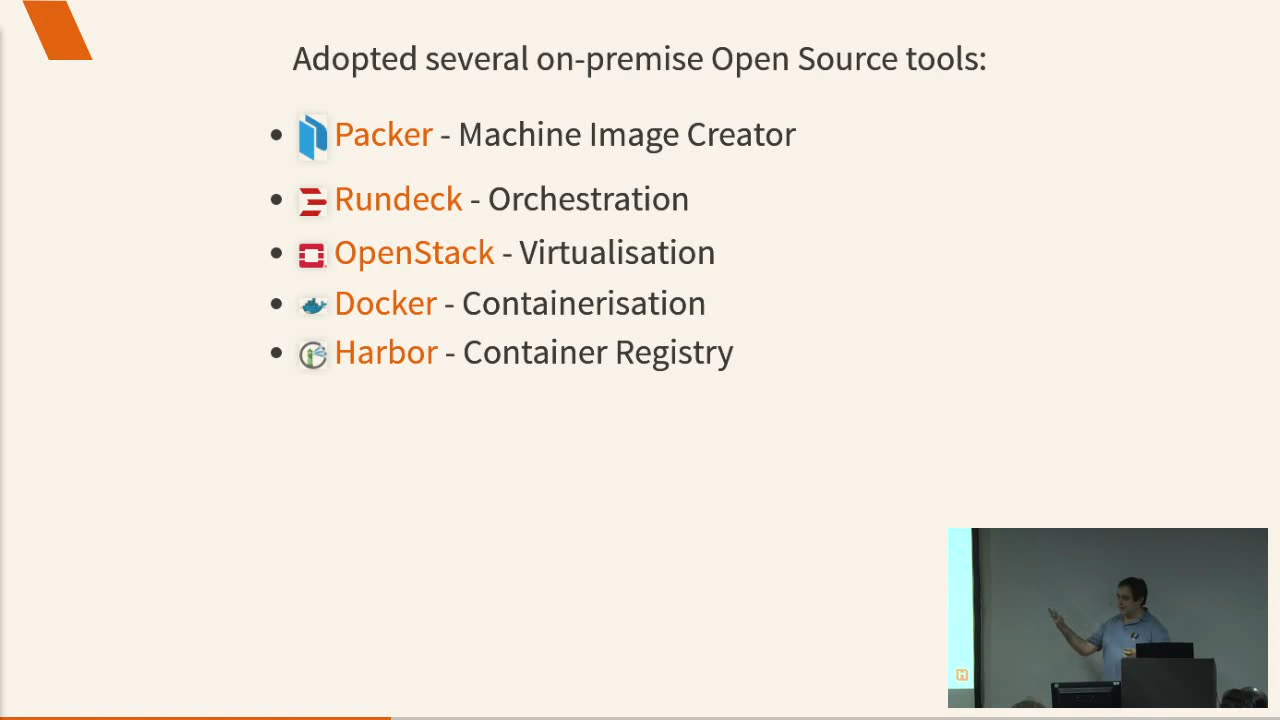 Adopted several on-premise Open Source tools:
Packer - Machine Image Creator
Rundeck - Orchestration
OpenStack - Virtualisation
Docker - Containerisation
Harbor - Container Registry